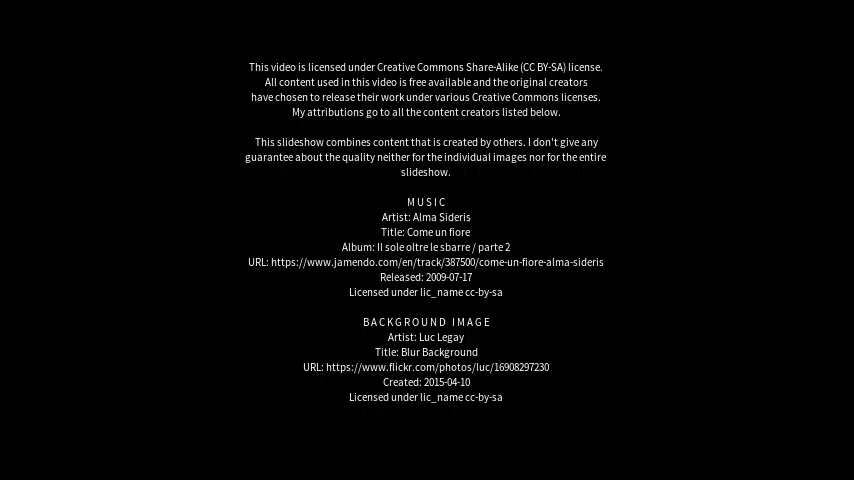 This video is licensed under Creative Commons Share-Alike (CC BY-SA) license.
All content used in this video is free available and the original creators
have chosen to release their work under various Creative Commons licenses.
My attributions go to all the content creators listed below.
This slideshow combines content that is created by others. I don't give any
guarantee about the quality neither for the individual images nor for the entire
slideshow.
MUSIC
Artist: Alma Sideris
Title: Come un fiore
Album: Il sole oltre le sbarre / parte 2
URL: https://www.jamendo.com/en/track/387500/come-un-fiore-alma-sideris
Released: 2009-07-17
Licensed under lic_name cc-by-sa
BACKGROUND IMAGE
Artist: Luc Legay
Title: Blur Background
URL: https://www.flickr.com/photos/luc/16908297230
Created: 2015-04-10
Licensed under lic_name cc-by-sa